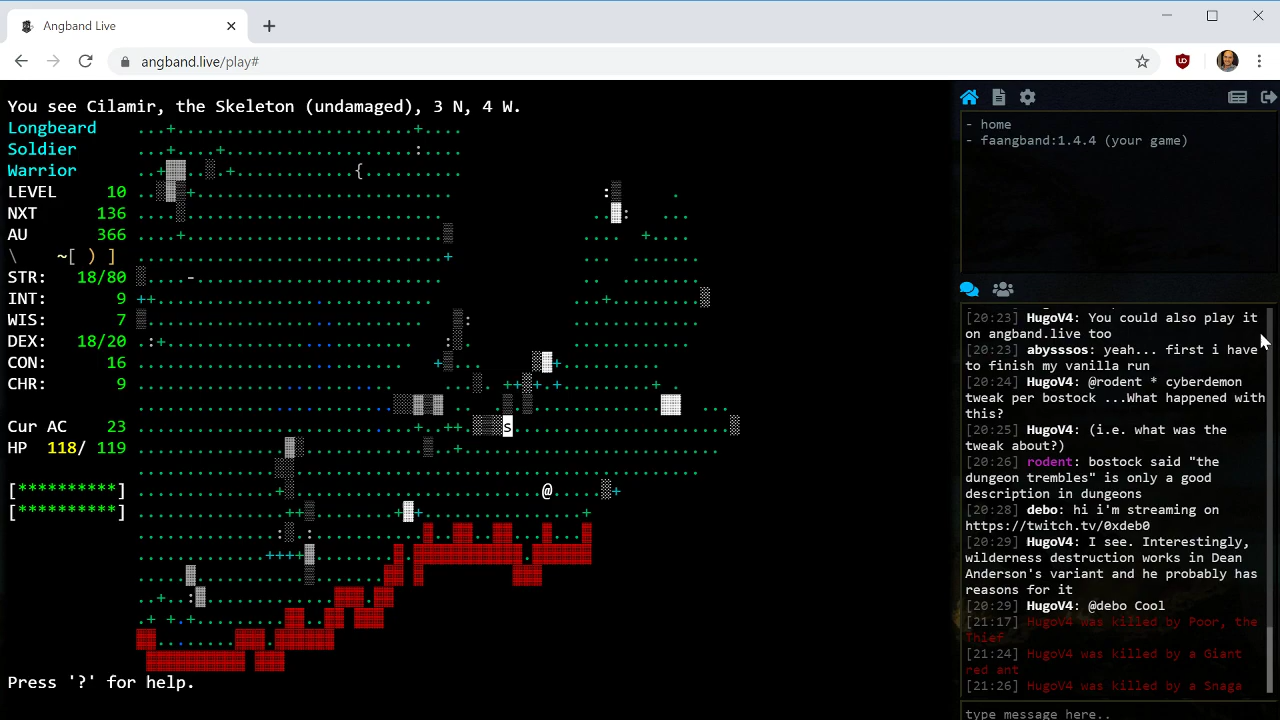 Angband Live
angband.live/play#
You see Cilamir, the Skeleton (undamaged), 3 N, 4 W.
Longbeard
Soldier
Warrior
LEVEL 10
NXT 136
AU 366
\ ~[ ) ]
STR: 18/80
INT: 9
WIS: 7
DEX: 18/20
CON: 16
CHR: 9
Cur AC 23
HP 118/ 119
[**********]
[**********]
s
@
Press '?' for help.
- home
- faangband:1.4.4 (your game)
[20:23] HugoV4: You could also play it
on angband.live too
[20:23] abysssos: yeah... first i have
to finish my vanilla run
[20:24] HugoV4: @rodent * cyberdemon
tweak per bostock ...What happened with
this?
[20:25] HugoV4: (i.e. what was the
tweak about?)
[20:26] rodent: bostock said "the
dungeon trembles" is only a good
description in dungeons
[20:28] debo: hi i'm streaming on
https://twitch.tv/0xdeb0
[20:29] HugoV4: I see. Interestingly,
wilderness destruction works in Dean
Anderson's variant and he probably has
reasons for it
[20:29] HugoV4: @debo Cool
[21:17] HugoV4 was killed by Poor, the
Thief
[21:24] HugoV4 was killed by a Giant
red ant
[21:26] HugoV4 was killed by a Snaga
type message here..